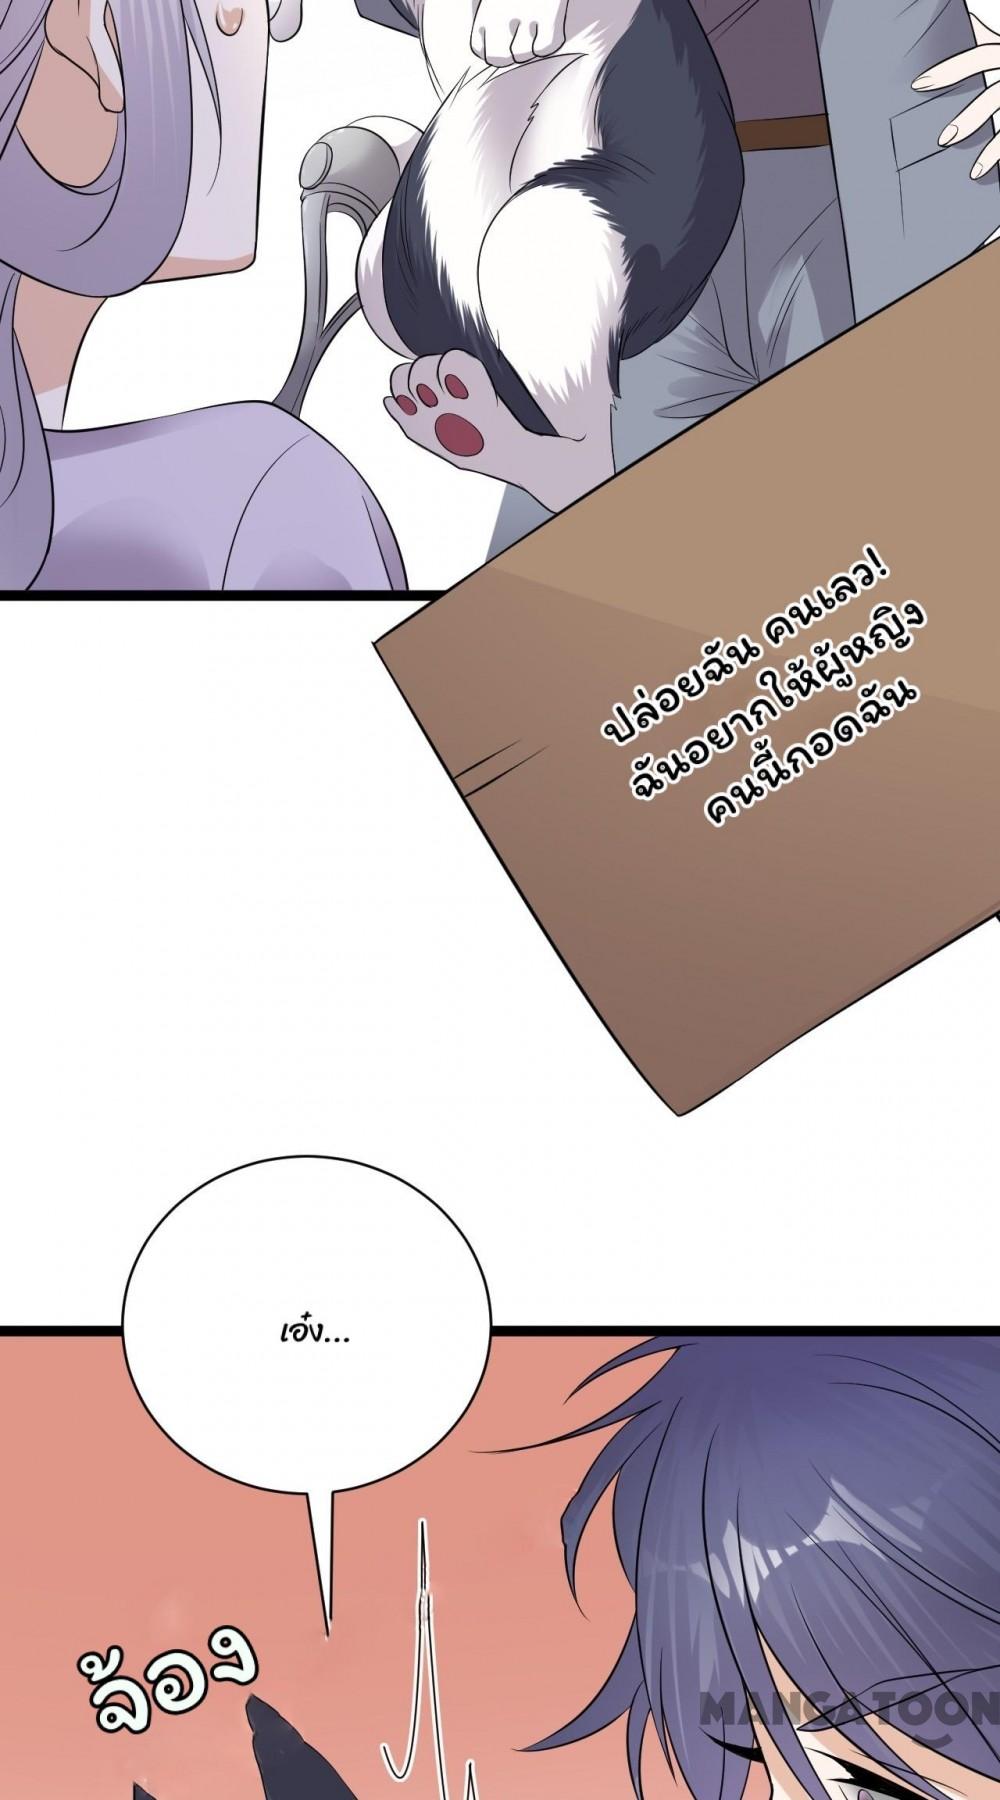 ปล่อยฉัน คนเลว!
ฉันอยากให้ผู้หญิง
คนนี้กอดฉัน
เอ๋ง...
ล้อง
MANGATOON